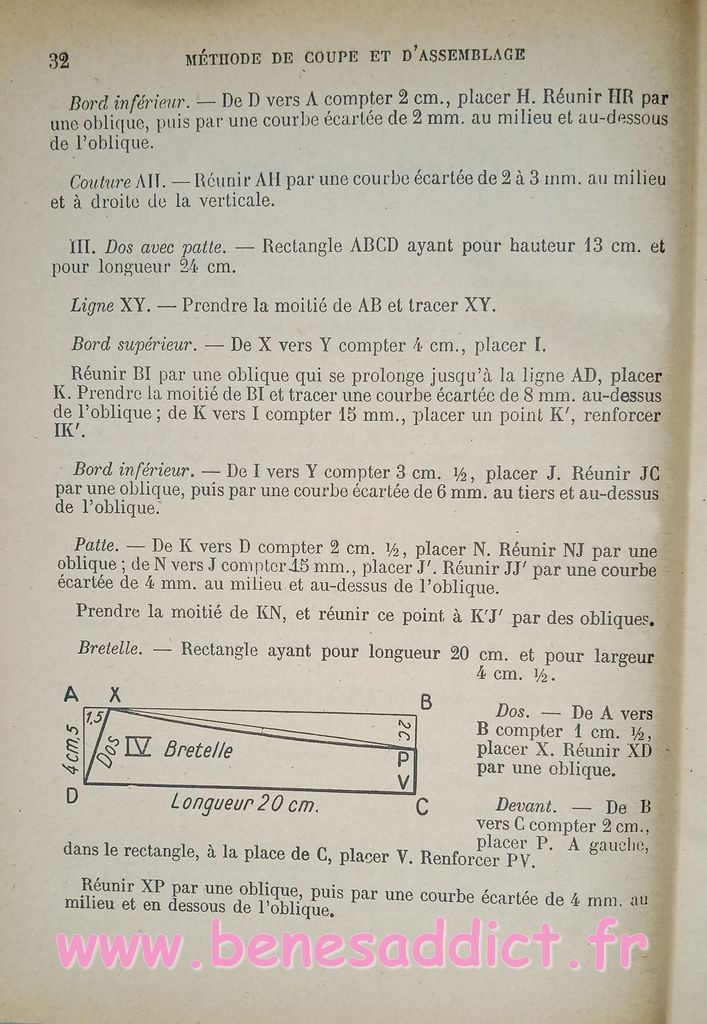 32
MÉTHODE DE COUPE ET D'ASSEMBLAGE
Bord inférieur. — De D vers A compter 2 cm., placer H. Réunir HR par
une oblique, puis par une courbe écartée de 2 mm. au milieu et au-dessous
de l'oblique.
Couture AH. — Réunir AH par une courbe écartée de 2 à 3 mm. au milieu
et à droite de la verticale.
III. Dos avec patte. — Rectangle ABCD ayant pour hauteur 13 cm. et
pour longueur 24 cm.
Ligne XY. — Prendre la moitié de AB et tracer XY.
Bord supérieur. — De X vers Y compter 4 cm., placer I.
Réunir BI par une oblique qui se prolonge jusqu'à la ligne AD, placer
K. Prendre la moitié de BI et tracer une courbe écartée de 8 mm. au-dessus
de l'oblique ; de K vers I compter 15 mm., placer un point K', renforcer
IK'.
Bord inférieur. — De I vers Y compter 3 cm. ½, placer J. Réunir JC
par une oblique, puis par une courbe écartée de 6 mm. au tiers et au-dessus
de l'oblique.
Patte. — De K vers D compter 2 cm. ½, placer N. Réunir NJ par une
oblique ; de N vers J compter 15 mm., placer J'. Réunir JJ' par une courbe
écartée de 4 mm. au milieu et au-dessus de l'oblique.
Prendre la moitié de KN, et réunir ce point à K'J' par des obliques.
Bretelle. — Rectangle ayant pour longueur 20 cm. et pour largeur
4 cm. ½.
A X B
1,5
2c
4cm,5
Dos IV Bretelle
P
V
D Longueur 20 cm. C
Dos. — De A vers
B compter 1 cm. ½,
placer X. Réunir XD
par une oblique.
Devant. — De B
vers C compter 2 cm.,
placer P. A gauche,
dans le rectangle, à la place de C, placer V. Renforcer PV.
Réunir XP par une oblique, puis par une courbe écartée de 4 mm. au
milieu et en dessous de l'oblique.
www.benesaddict.fr